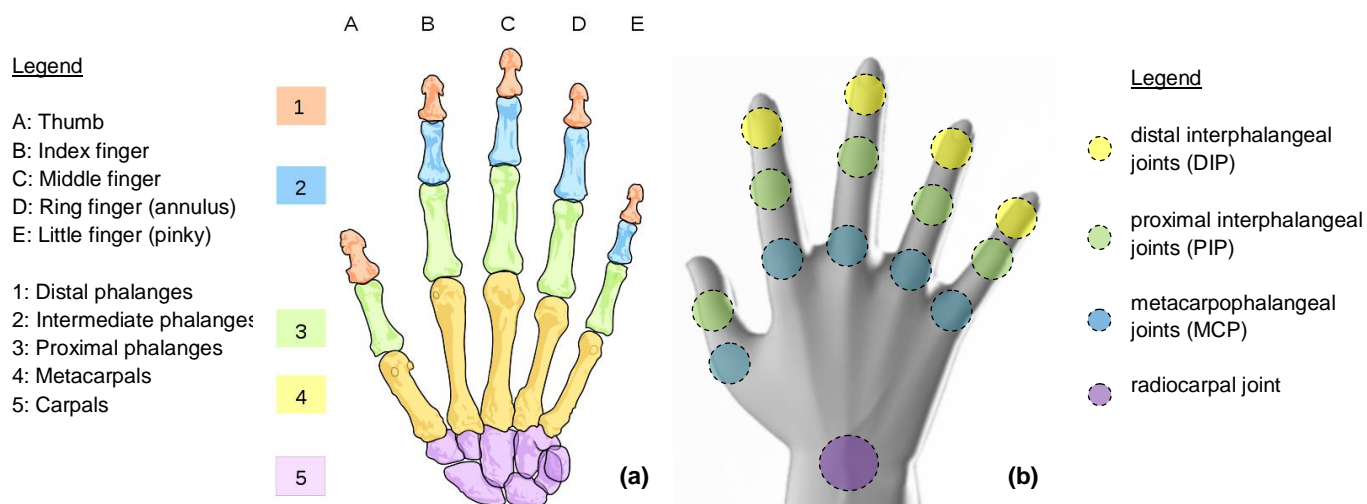 A B C D E
Legend
A: Thumb
B: Index finger
C: Middle finger
D: Ring finger (annulus)
E: Little finger (pinky)
1: Distal phalanges
2: Intermediate phalanges
3: Proximal phalanges
4: Metacarpals
5: Carpals
1
2
3
4
5
(a)
(b)
Legend
distal interphalangeal
joints (DIP)
proximal interphalangeal
joints (PIP)
metacarpophalangeal
joints (MCP)
radiocarpal joint